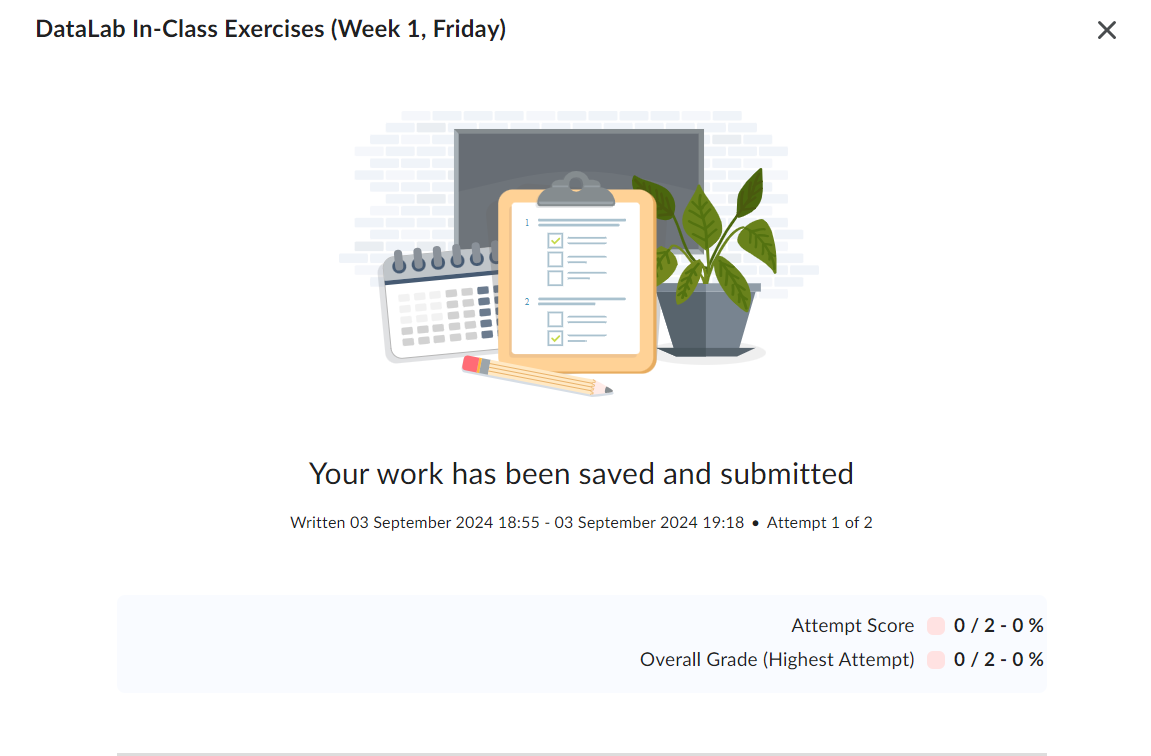 DataLab In-Class Exercises (Week 1, Friday)
1
2
Your work has been saved and submitted
Written 03 September 2024 18:55 - 03 September 2024 19:18 • Attempt 1 of 2
Attempt Score 0 / 2 - 0 %
Overall Grade (Highest Attempt) 0 / 2 - 0 %